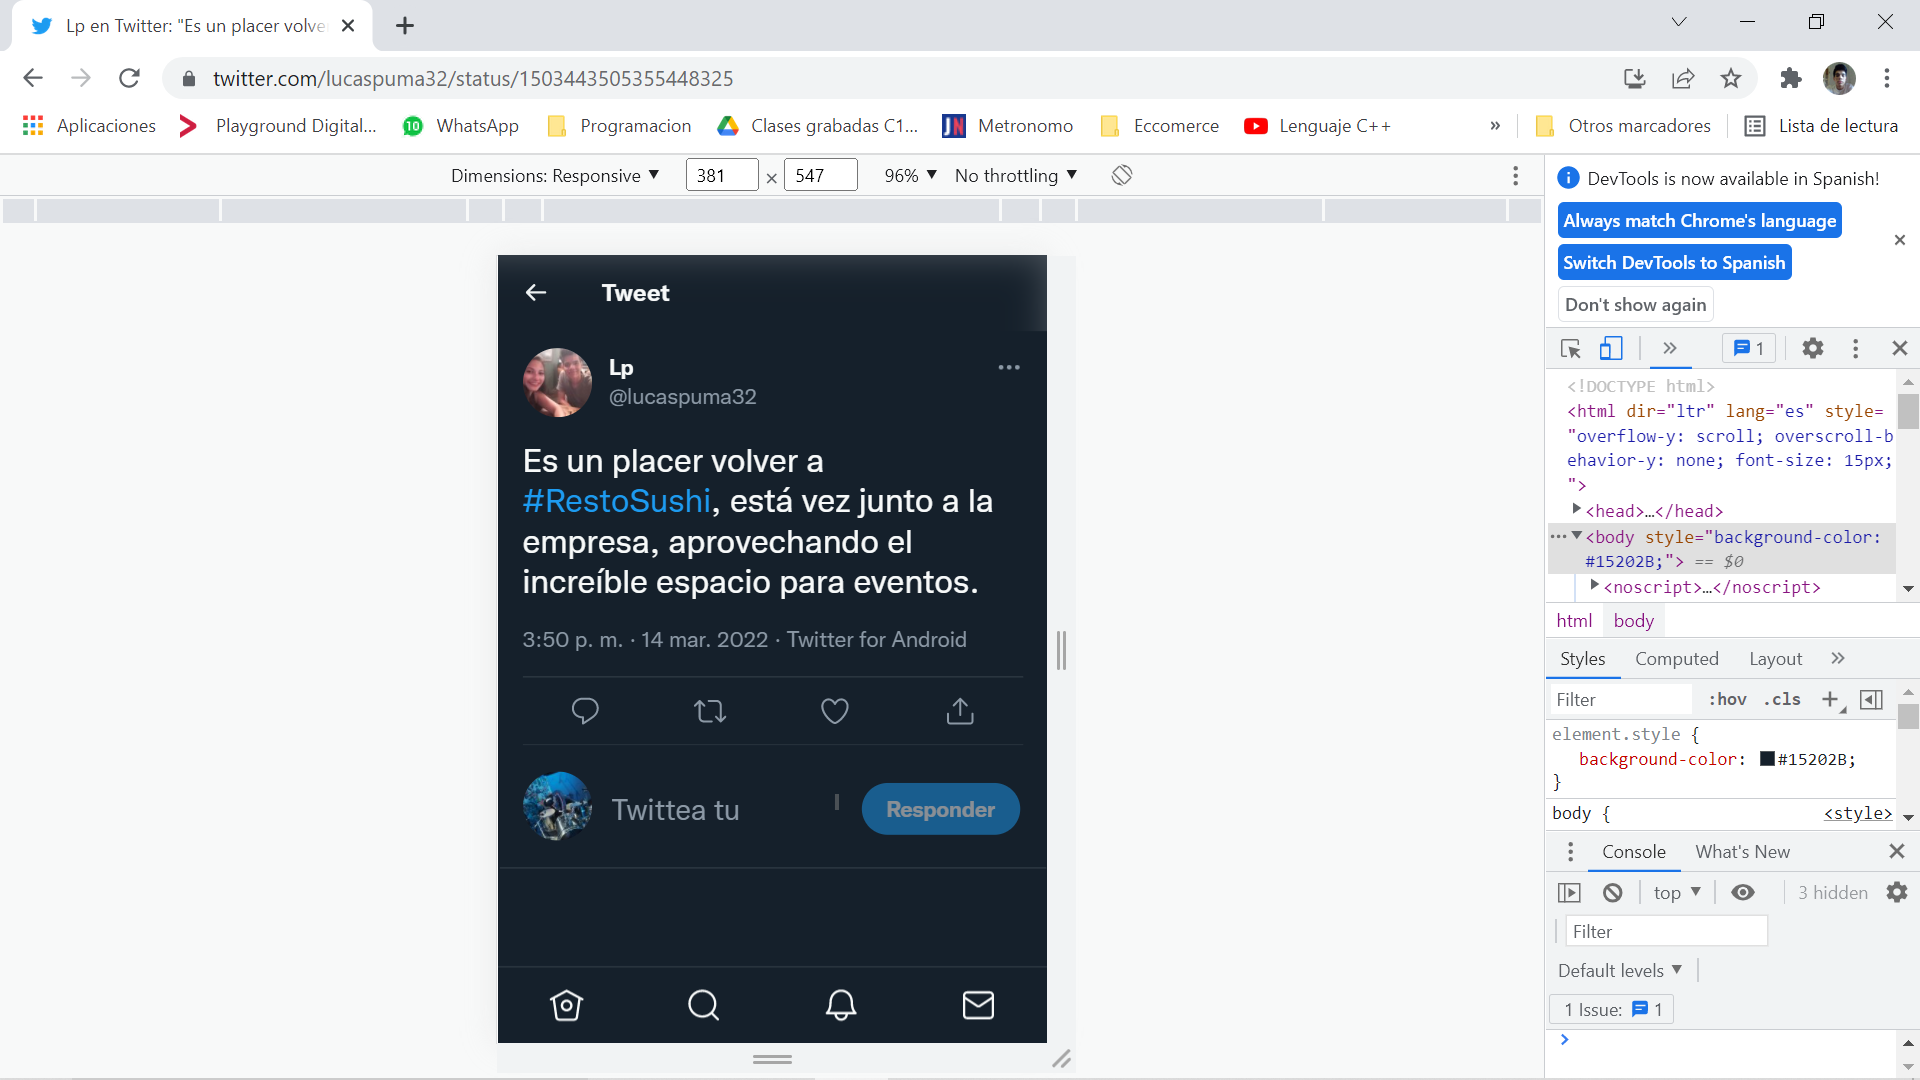 Lp en Twitter: "Es un placer volve
twitter.com/lucaspuma32/status/1503443505355448325
Aplicaciones
Playground Digital...
10
WhatsApp
Programacion
Clases grabadas C1...
JN
Metronomo
Eccomerce
Lenguaje C++
»
Otros marcadores
Lista de lectura
Dimensions: Responsive ▼
381 × 547
96% ▼
No throttling ▼
Tweet
Lp
@lucaspuma32
Es un placer volver a
#RestoSushi, está vez junto a la
empresa, aprovechando el
increíble espacio para eventos.
3:50 p. m. · 14 mar. 2022 · Twitter for Android
Twittea tu
Responder
DevTools is now available in Spanish!
Always match Chrome's language
Switch DevTools to Spanish
Don't show again
» 1
<!DOCTYPE html>
<html dir="ltr" lang="es" style=
"overflow-y: scroll; overscroll-b
ehavior-y: none; font-size: 15px;
">
▶<head>…</head>
… ▼<body style="background-color:
#15202B;"> == $0
▶<noscript>…</noscript>
html body
Styles Computed Layout »
Filter :hov .cls +
element.style {
background-color: #15202B;
}
body { <style>
Console What's New
top ▼ 3 hidden
Filter
Default levels ▼
1 Issue: 1